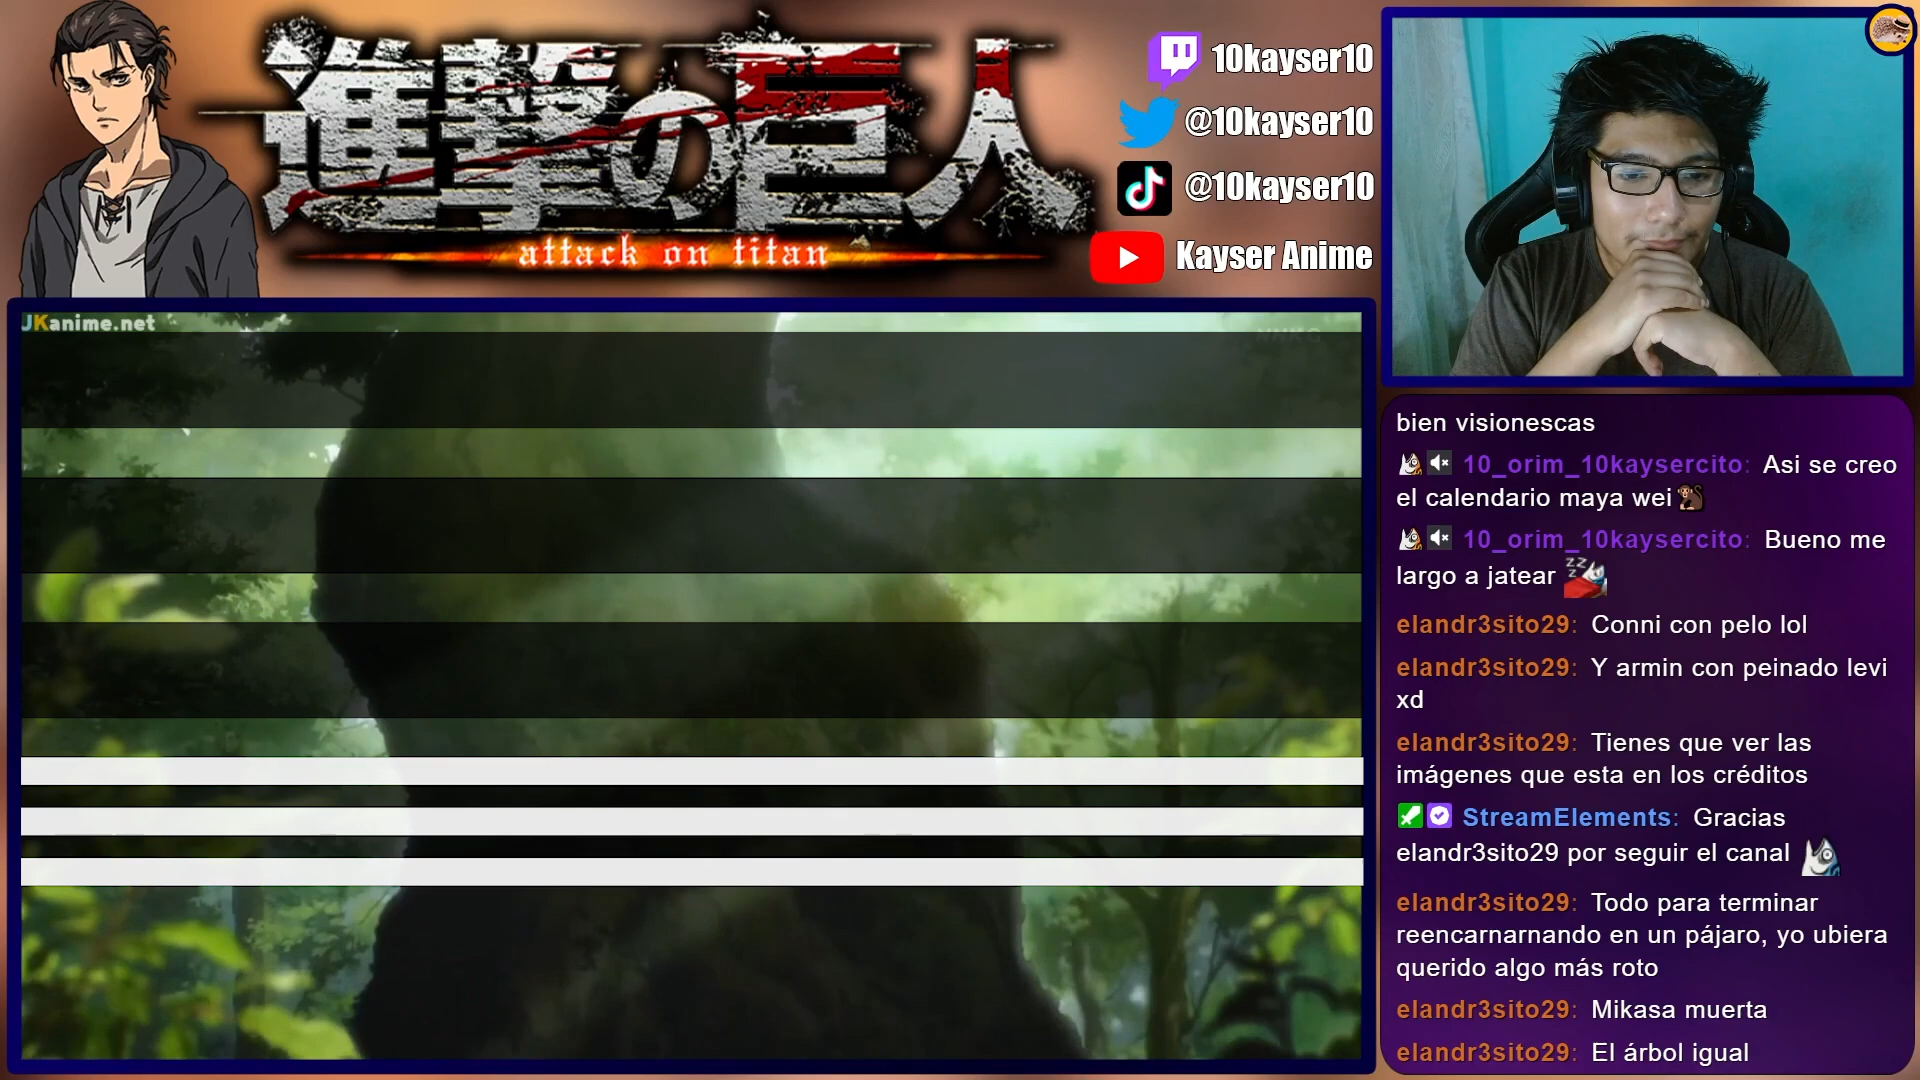 進撃の巨人
attack on titan
10kayser10
@10kayser10
@10kayser10
Kayser Anime
JKanime.net
bien visionescas
10_orim_10kaysercito: Asi se creo
el calendario maya wei
10_orim_10kaysercito: Bueno me
largo a jatear
elandr3sito29: Conni con pelo lol
elandr3sito29: Y armin con peinado levi
xd
elandr3sito29: Tienes que ver las
imágenes que esta en los créditos
StreamElements: Gracias
elandr3sito29 por seguir el canal
elandr3sito29: Todo para terminar
reencarnarnando en un pájaro, yo ubiera
querido algo más roto
elandr3sito29: Mikasa muerta
elandr3sito29: El árbol igual